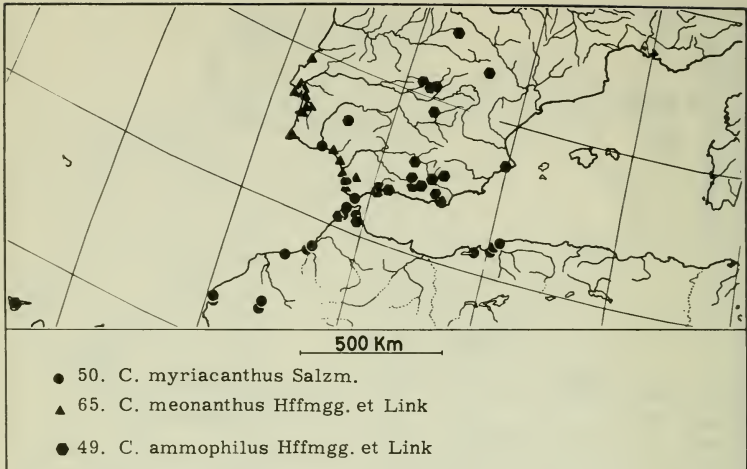 500 Km
50. C. myriacanthus Salzm.
65. C. meonanthus Hffmgg. et Link
49. C. ammophilus Hffmgg. et Link